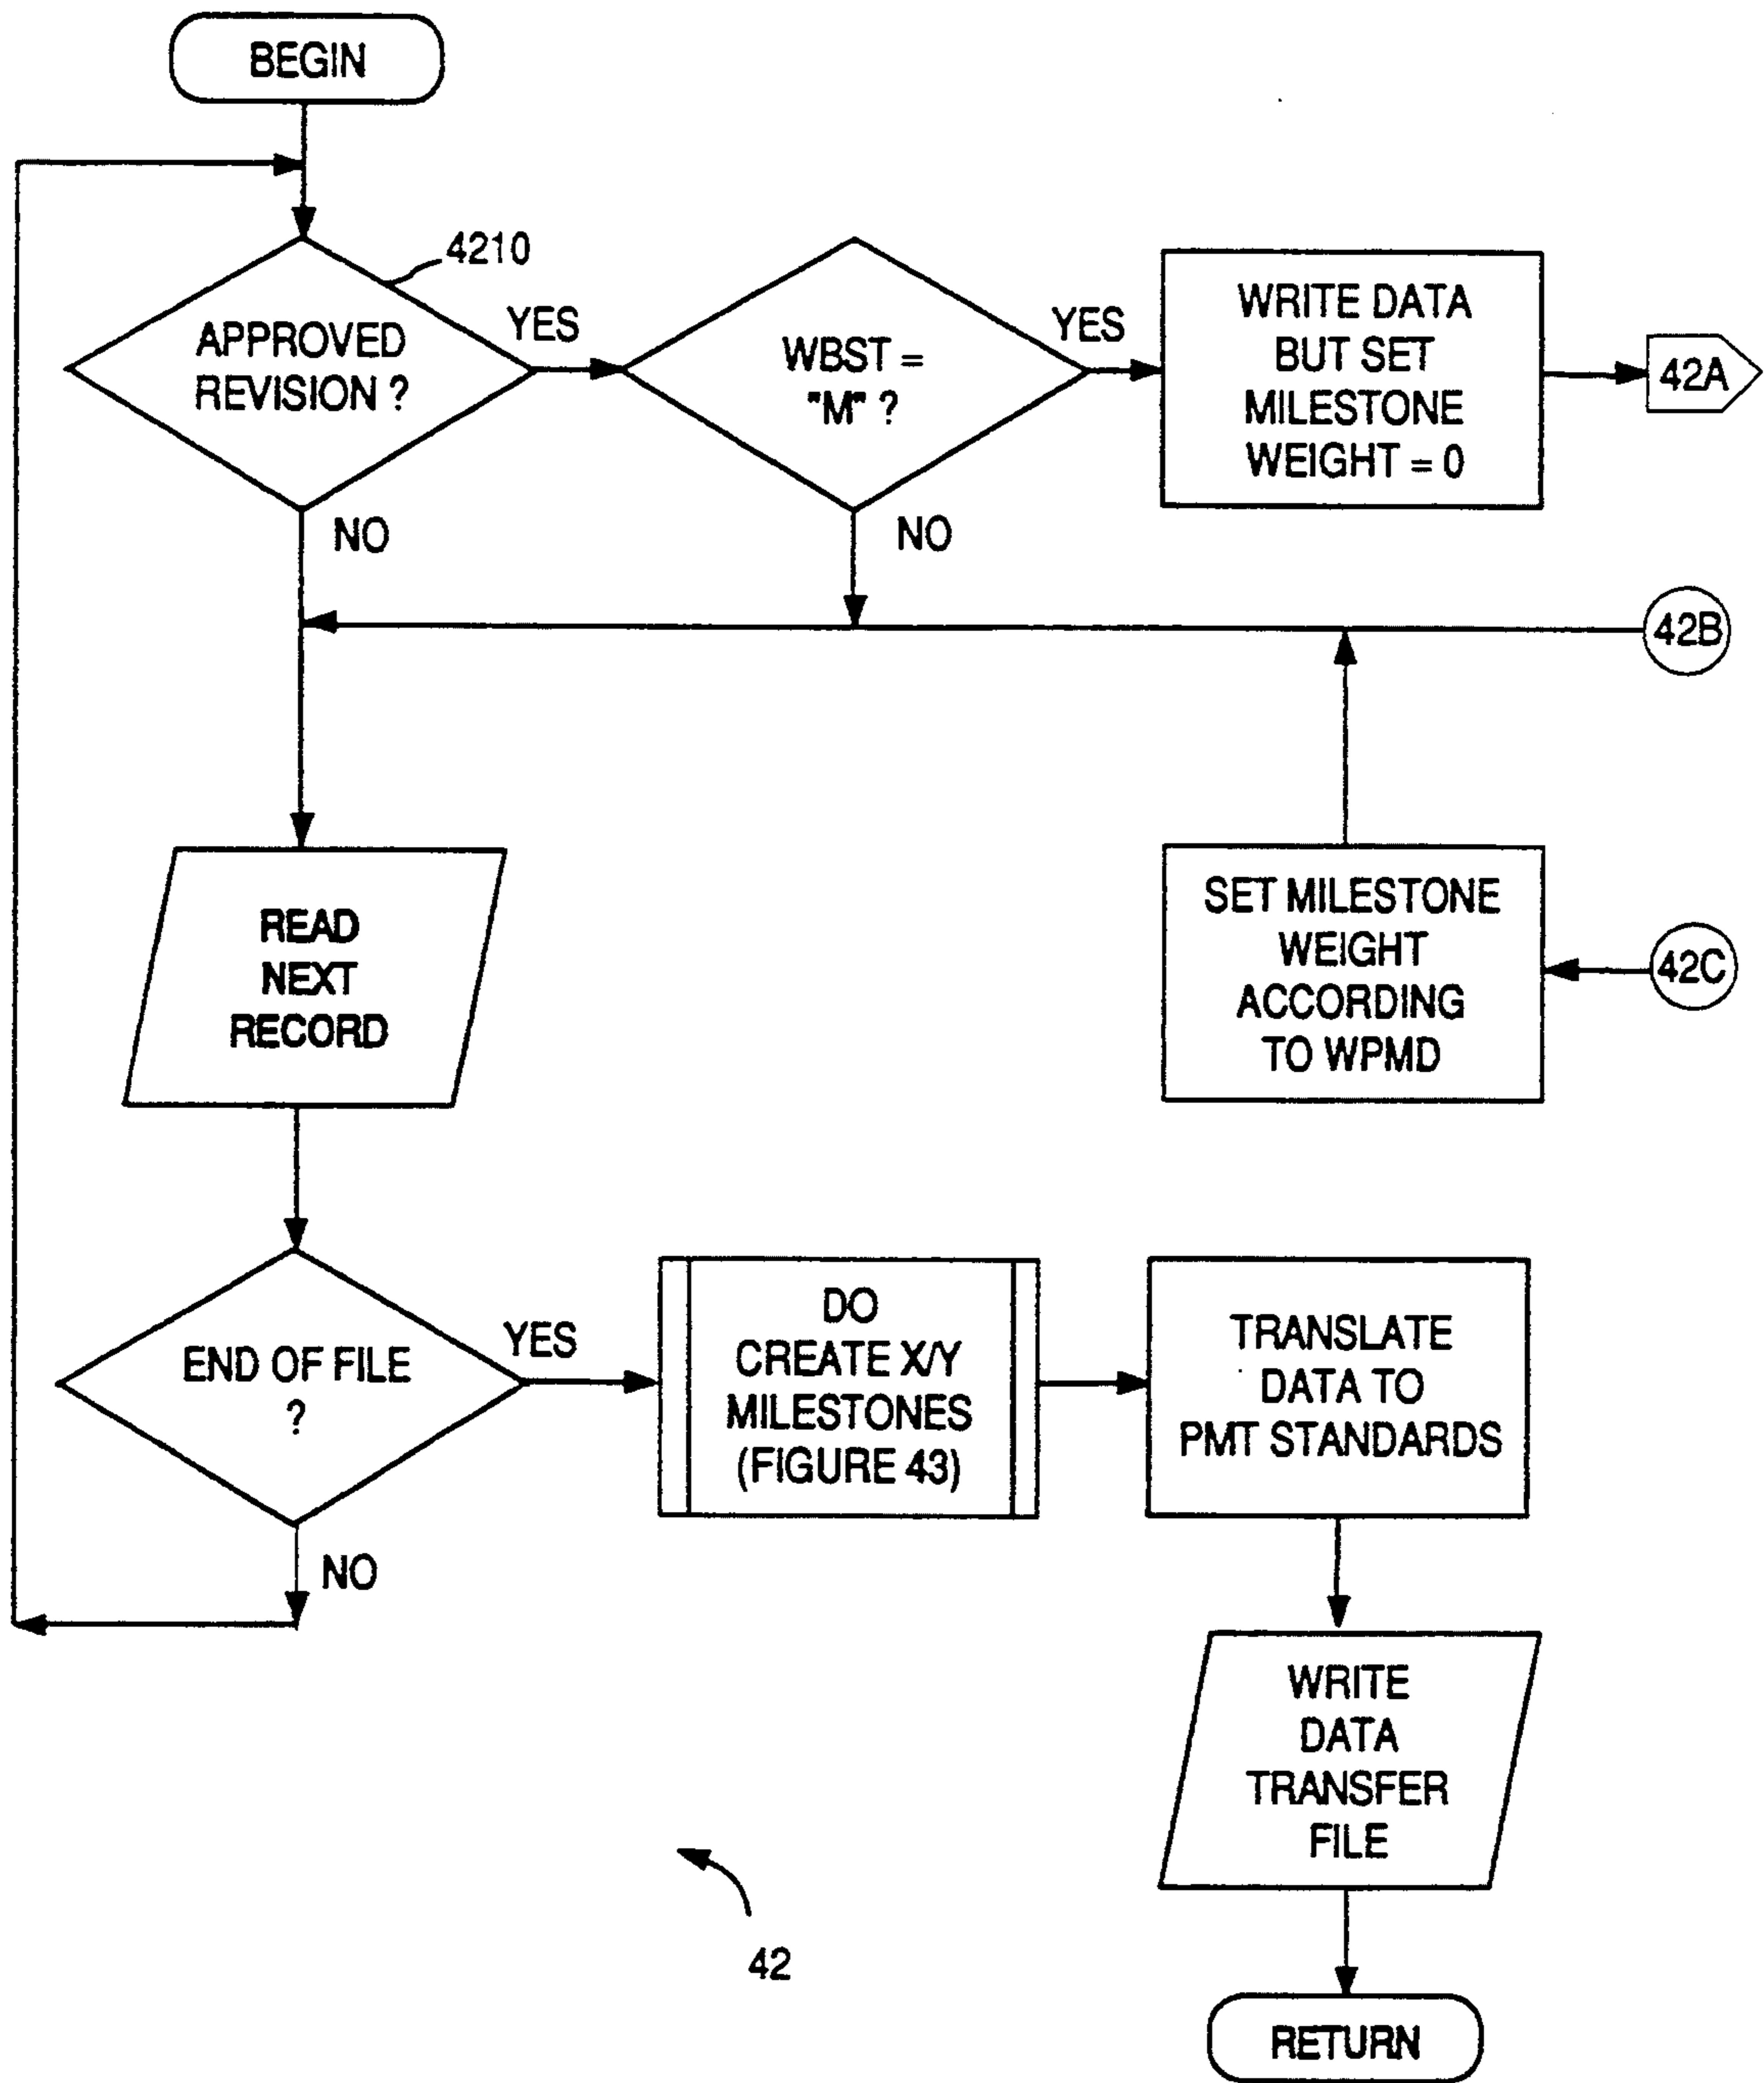 BEGIN
4210
APPROVED
REVISION ?
YES
NO
WBST =
"M" ?
YES
NO
WRITE DATA
BUT SET
MILESTONE
WEIGHT = 0
42A
42B
SET MILESTONE
WEIGHT
ACCORDING
TO WPMD
42C
READ
NEXT
RECORD
END OF FILE
?
YES
NO
DO
CREATE X/Y
MILESTONES
(FIGURE 43)
TRANSLATE
DATA TO
PMT STANDARDS
WRITE
DATA
TRANSFER
FILE
RETURN
42